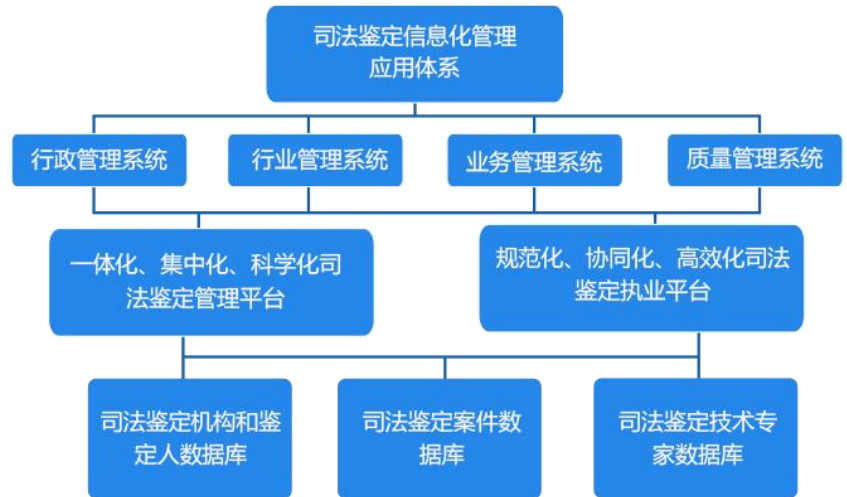 司法鉴定信息化管理
应用体系
行政管理系统
行业管理系统
业务管理系统
质量管理系统
一体化、集中化、科学化司
法鉴定管理平台
规范化、协同化、高效化司法
鉴定执业平台
司法鉴定机构和鉴
定人数据库
司法鉴定案件数
据库
司法鉴定技术专
家数据库